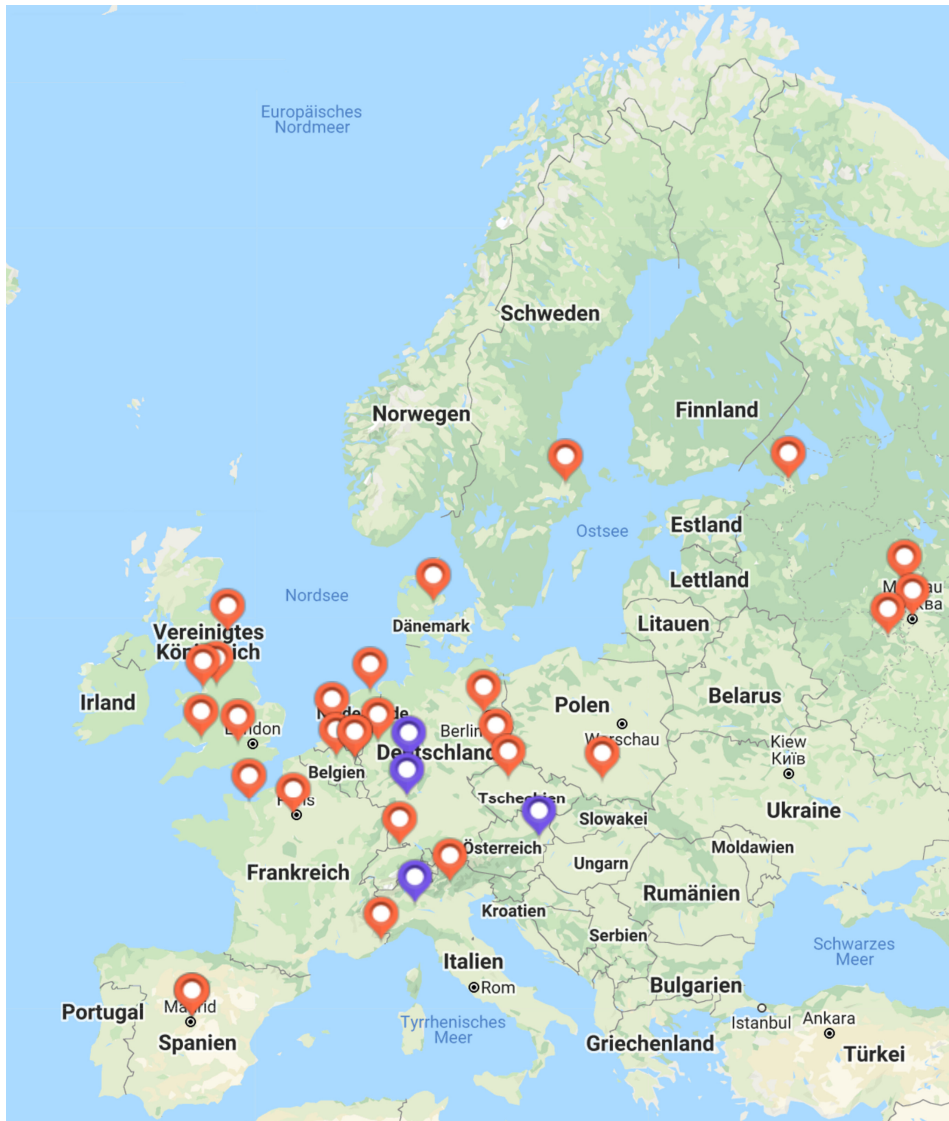 Europäisches
Nordmeer
Schweden
Finnland
Norwegen
Estland
Ostsee
Lettland
Nordsee
Litauen
Dänemark
Vereinigtes
Irland
Polen
Belarus
Berlin
Warschau
Kiew
Київ
Belgien
Deutschland
Tschechien
Ukraine
Slowakei
Moldawien
Österreich
Ungarn
Frankreich
Rumänien
Kroatien
Serbien
Schwarzes
Meer
Italien
Rom
Bulgarien
Portugal
Madrid
Tyrrhenisches
Meer
Istanbul
Ankara
Spanien
Griechenland
Türkei